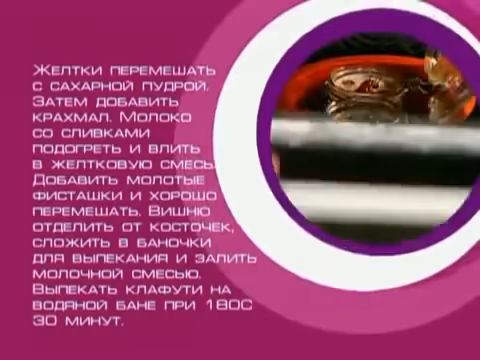 Желтки перемешать
с сахарной пудрой.
Затем добавить
крахмал. Молоко
со сливками
подогреть и влить
в желтковую смесь.
Добавить молотые
фисташки и хорошо
перемешать. Вишню
отделить от косточек,
сложить в баночки
для выпекания и залить
молочной смесью.
Выпекать клафути на
водяной бане при 180С
30 минут.